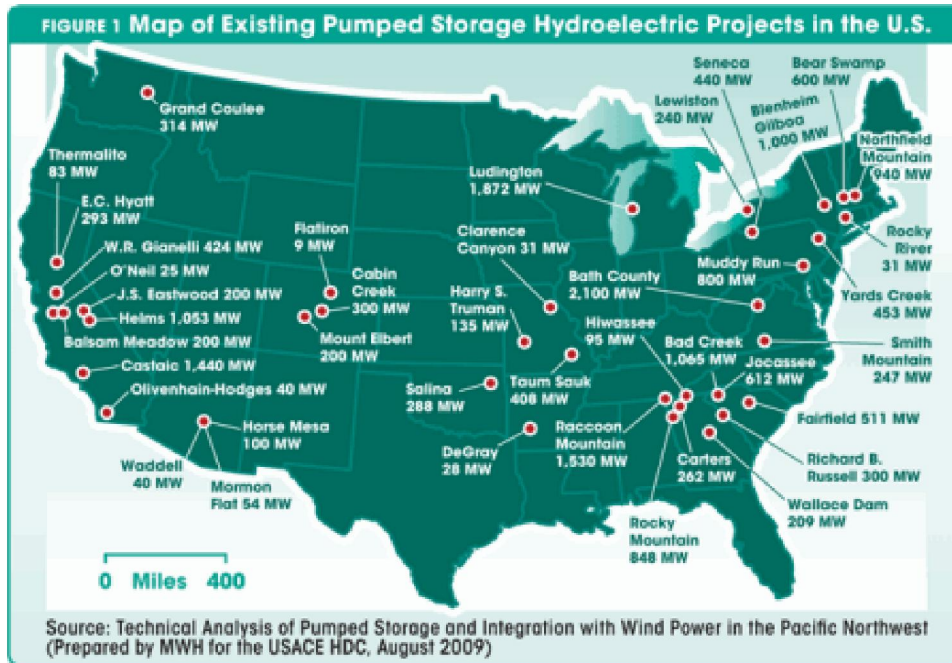 FIGURE 1 Map of Existing Pumped Storage Hydroelectric Projects in the U.S.
Grand Coulee
314 MW
Thermalito
83 MW
E.C. Hyatt
293 MW
W.R. Gianelli 424 MW
O'Neil 25 MW
J.S. Eastwood 200 MW
Helms 1,053 MW
Balsam Meadow 200 MW
Castaic 1,440 MW
Olivenhain-Hodges 40 MW
Horse Mesa
100 MW
Waddell
40 MW
Mormon
Flat 54 MW
Flatiron
9 MW
Cabin
Creek
300 MW
Mount Elbert
200 MW
Ludington
1,872 MW
Clarence
Canyon 31 MW
Harry S.
Truman
135 MW
Taum Sauk
408 MW
Salina
288 MW
DeGray
28 MW
Seneca
440 MW
Lewiston
240 MW
Bear Swamp
600 MW
Blenheim
Gilboa
1,000 MW
Northfield
Mountain
940 MW
Rocky
River
31 MW
Muddy Run
800 MW
Yards Creek
453 MW
Bath County
2,100 MW
Smith
Mountain
247 MW
Hiwassee
95 MW
Bad Creek
1,065 MW
Jocassee
612 MW
Fairfield 511 MW
Raccoon
Mountain
1,530 MW
Carters
262 MW
Richard B.
Russell 300 MW
Wallace Dam
209 MW
Rocky
Mountain
848 MW
0 Miles 400
Source: Technical Analysis of Pumped Storage and Integration with Wind Power in the Pacific Northwest
(Prepared by MWH for the USACE HDC, August 2009)